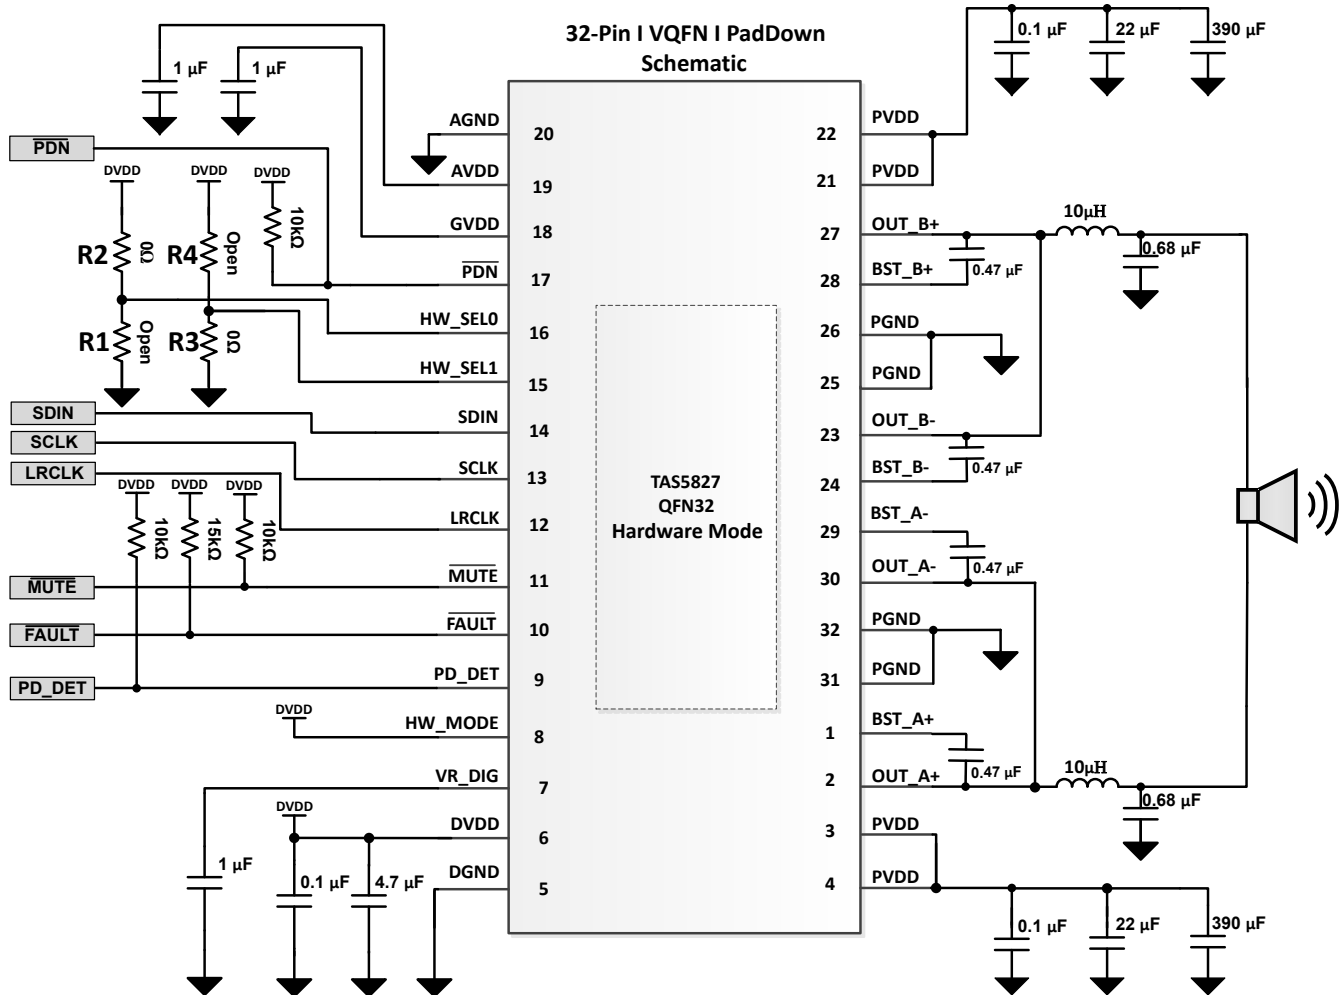 32-Pin I VQFN I PadDown
Schematic
1 µF
1 µF
0.1 µF
22 µF
390 µF
PDN
DVDD
DVDD
DVDD
10kΩ
R2
0Ω
R4
Open
R1
Open
R3
0Ω
SDIN
SCLK
LRCLK
DVDD
DVDD
DVDD
10kΩ
15kΩ
10kΩ
MUTE
FAULT
PD_DET
DVDD
1 µF
DVDD
0.1 µF
4.7 µF
AGND
20
AVDD
19
GVDD
18
PDN
17
HW_SEL0
16
HW_SEL1
15
SDIN
14
SCLK
13
LRCLK
12
MUTE
11
FAULT
10
PD_DET
9
HW_MODE
8
VR_DIG
7
DVDD
6
DGND
5
TAS5827
QFN32
Hardware Mode
22
PVDD
21
PVDD
27
OUT_B+
28
BST_B+
26
PGND
25
PGND
23
OUT_B-
24
BST_B-
29
BST_A-
30
OUT_A-
32
PGND
31
PGND
1
BST_A+
2
OUT_A+
3
PVDD
4
PVDD
10µH
0.68 µF
0.47 µF
0.47 µF
0.47 µF
0.47 µF
10µH
0.68 µF
0.1 µF
22 µF
390 µF